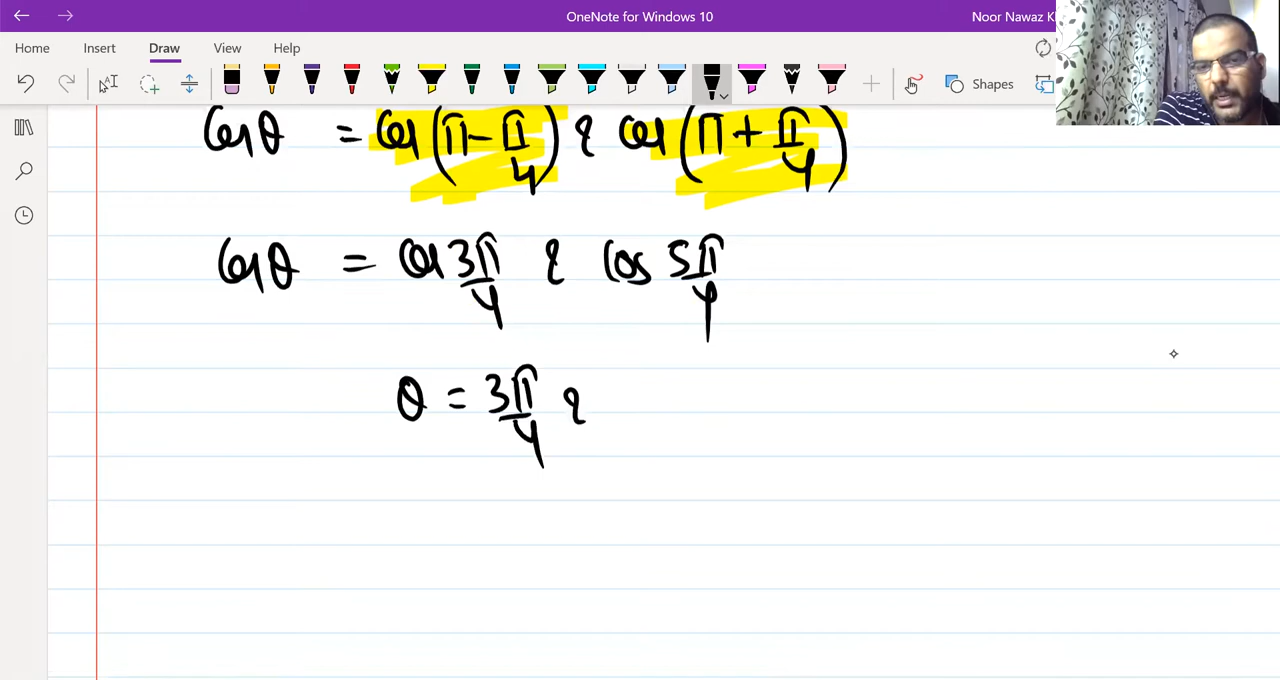 OneNote for Windows 10
Noor Nawaz K
Home Insert Draw View Help
Shapes
Cosθ = Cos(π-π/4) & Cos(π+π/4)
Cosθ = Cos 3π/4 & Cos 5π/4
θ = 3π/4 &